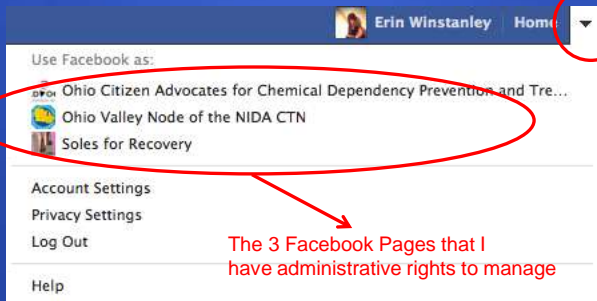 Erin Winstanley Home
Use Facebook as:
Ohio Citizen Advocates for Chemical Dependency Prevention and Tre...
Ohio Valley Node of the NIDA CTN
Soles for Recovery
Account Settings
Privacy Settings
Log Out
The 3 Facebook Pages that I
have administrative rights to manage
Help